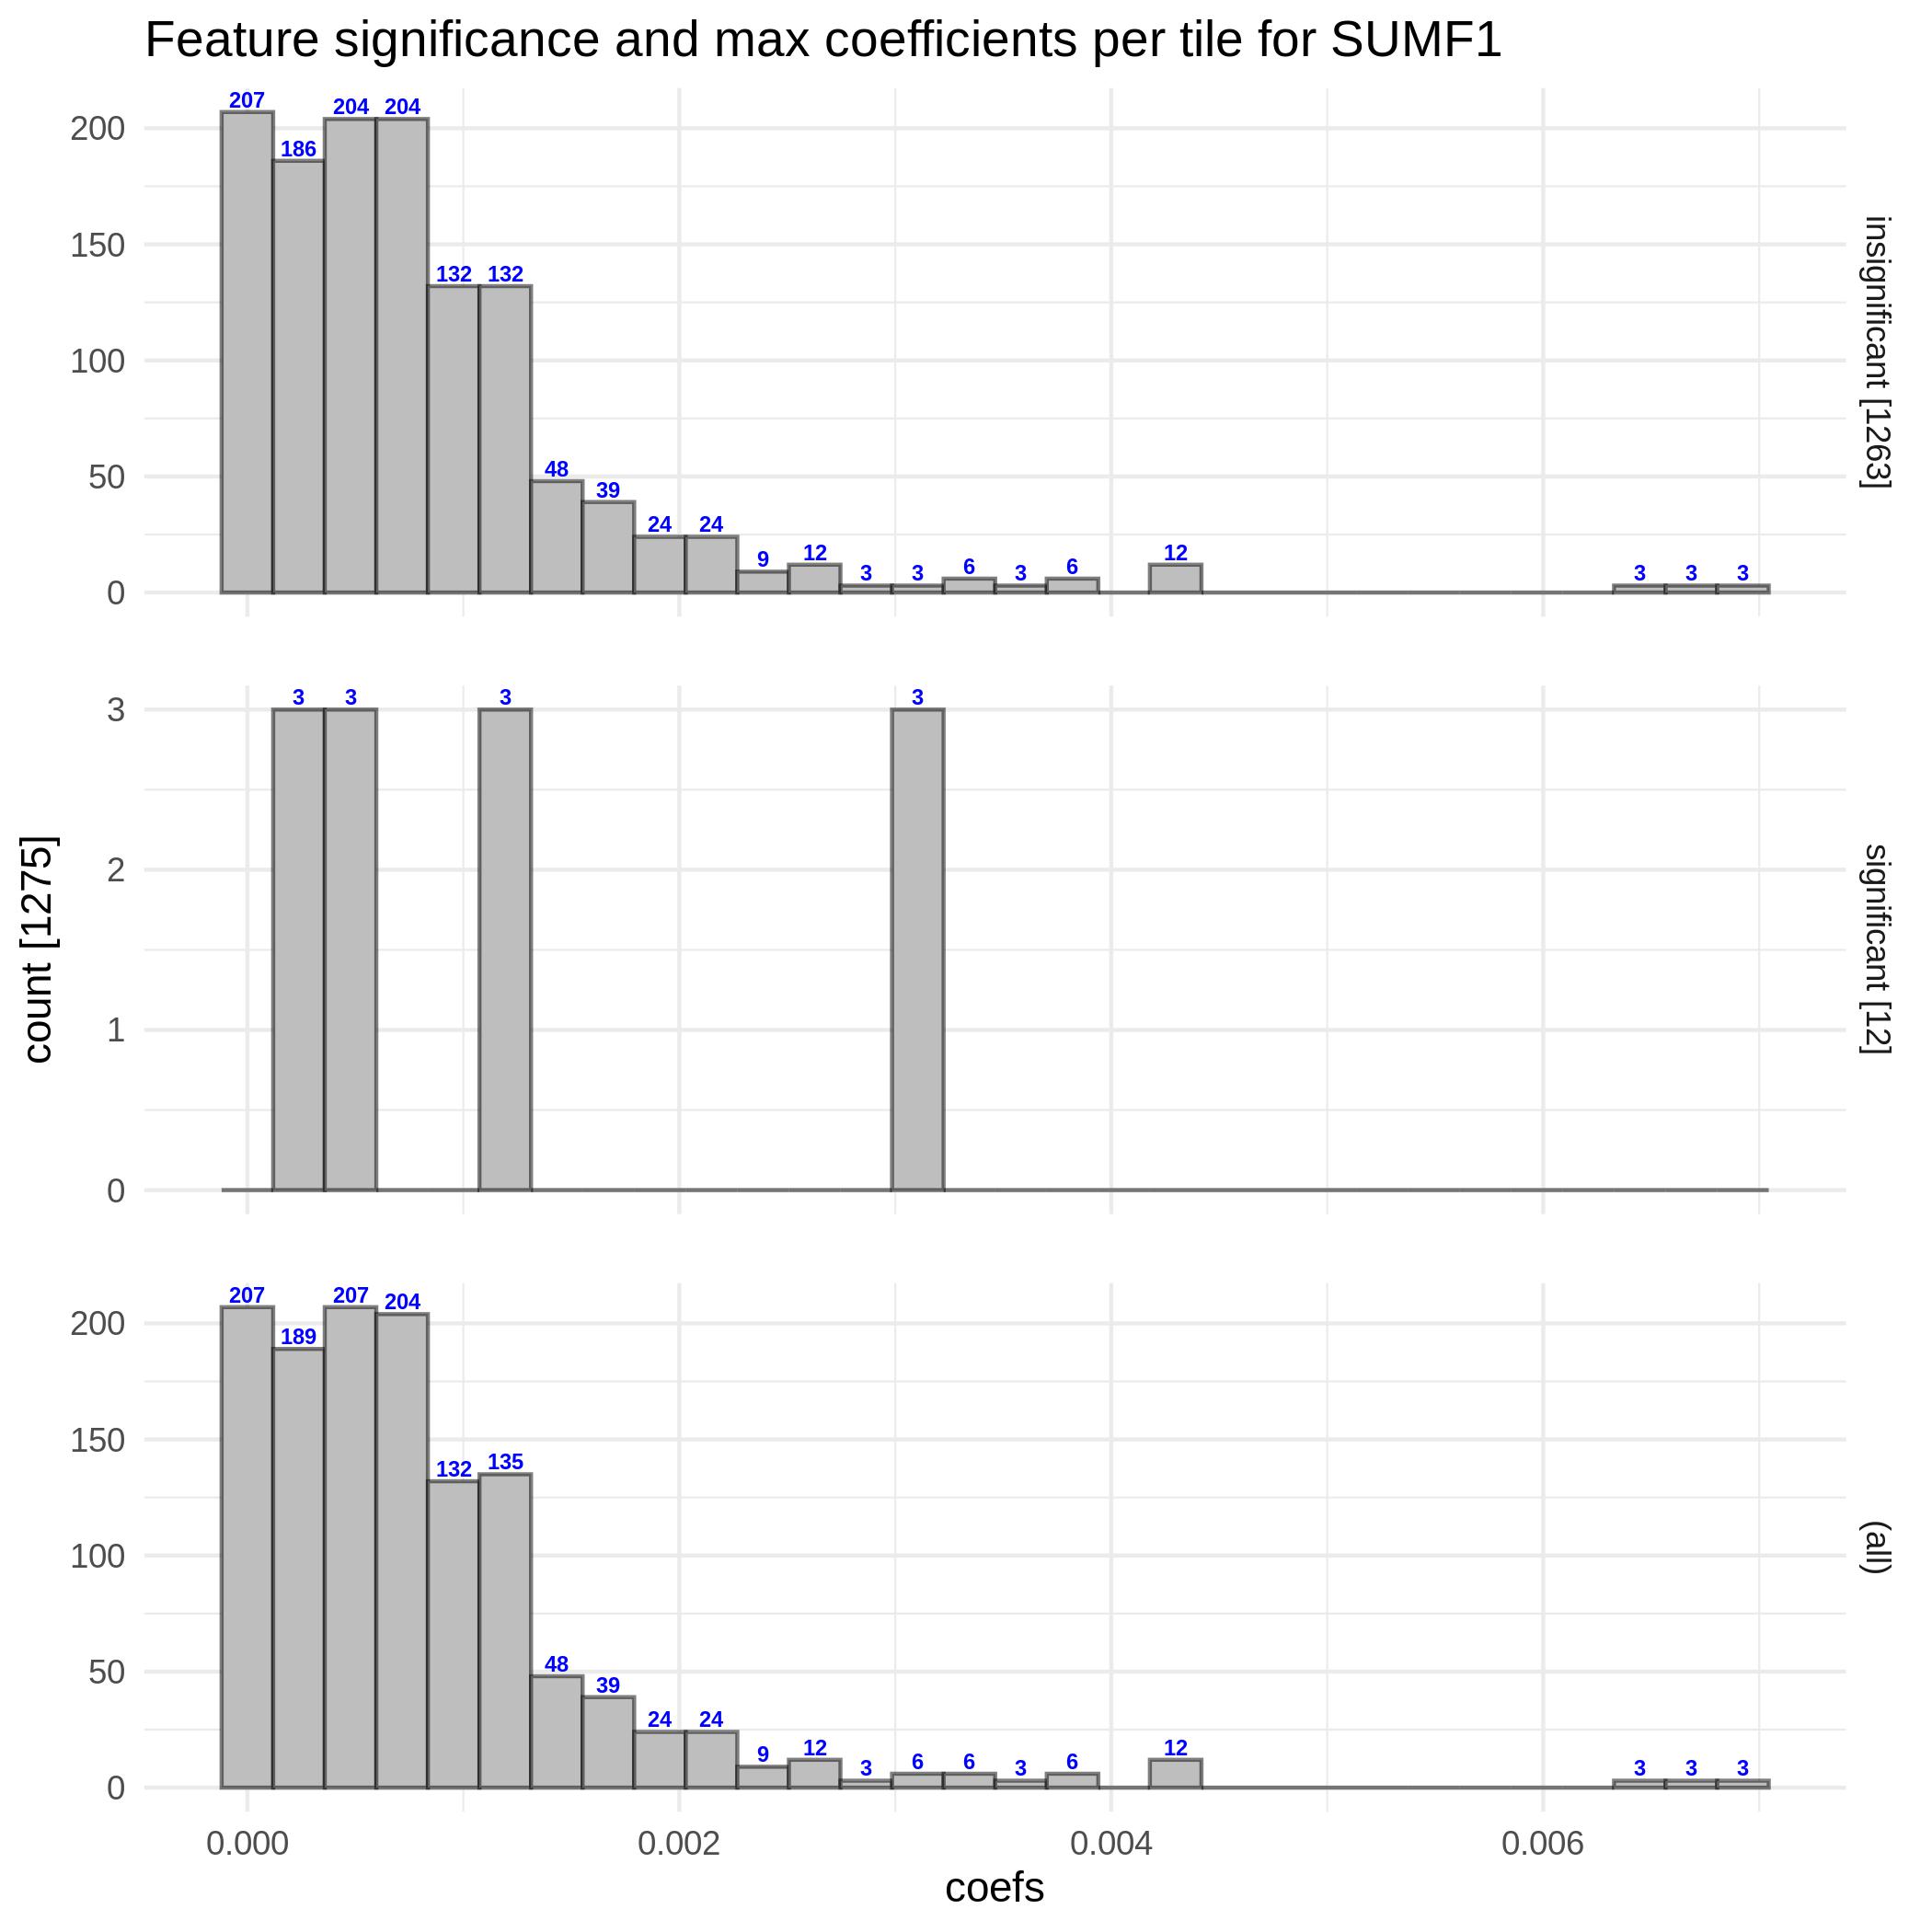 Feature significance and max coefficients per tile for SUMF1
207 186 204 204 132 132 48 39 24 24 9 12 3 3 6 3 6 12 3 3 3
200
150
100
50
0
insignificant [1263]
3 3 3 3
3
2
1
0
significant [12]
count [1275]
207 189 207 204 132 135 48 39 24 24 9 12 3 6 6 3 6 12 3 3 3
200
150
100
50
0
(all)
0.000 0.002 0.004 0.006
coefs